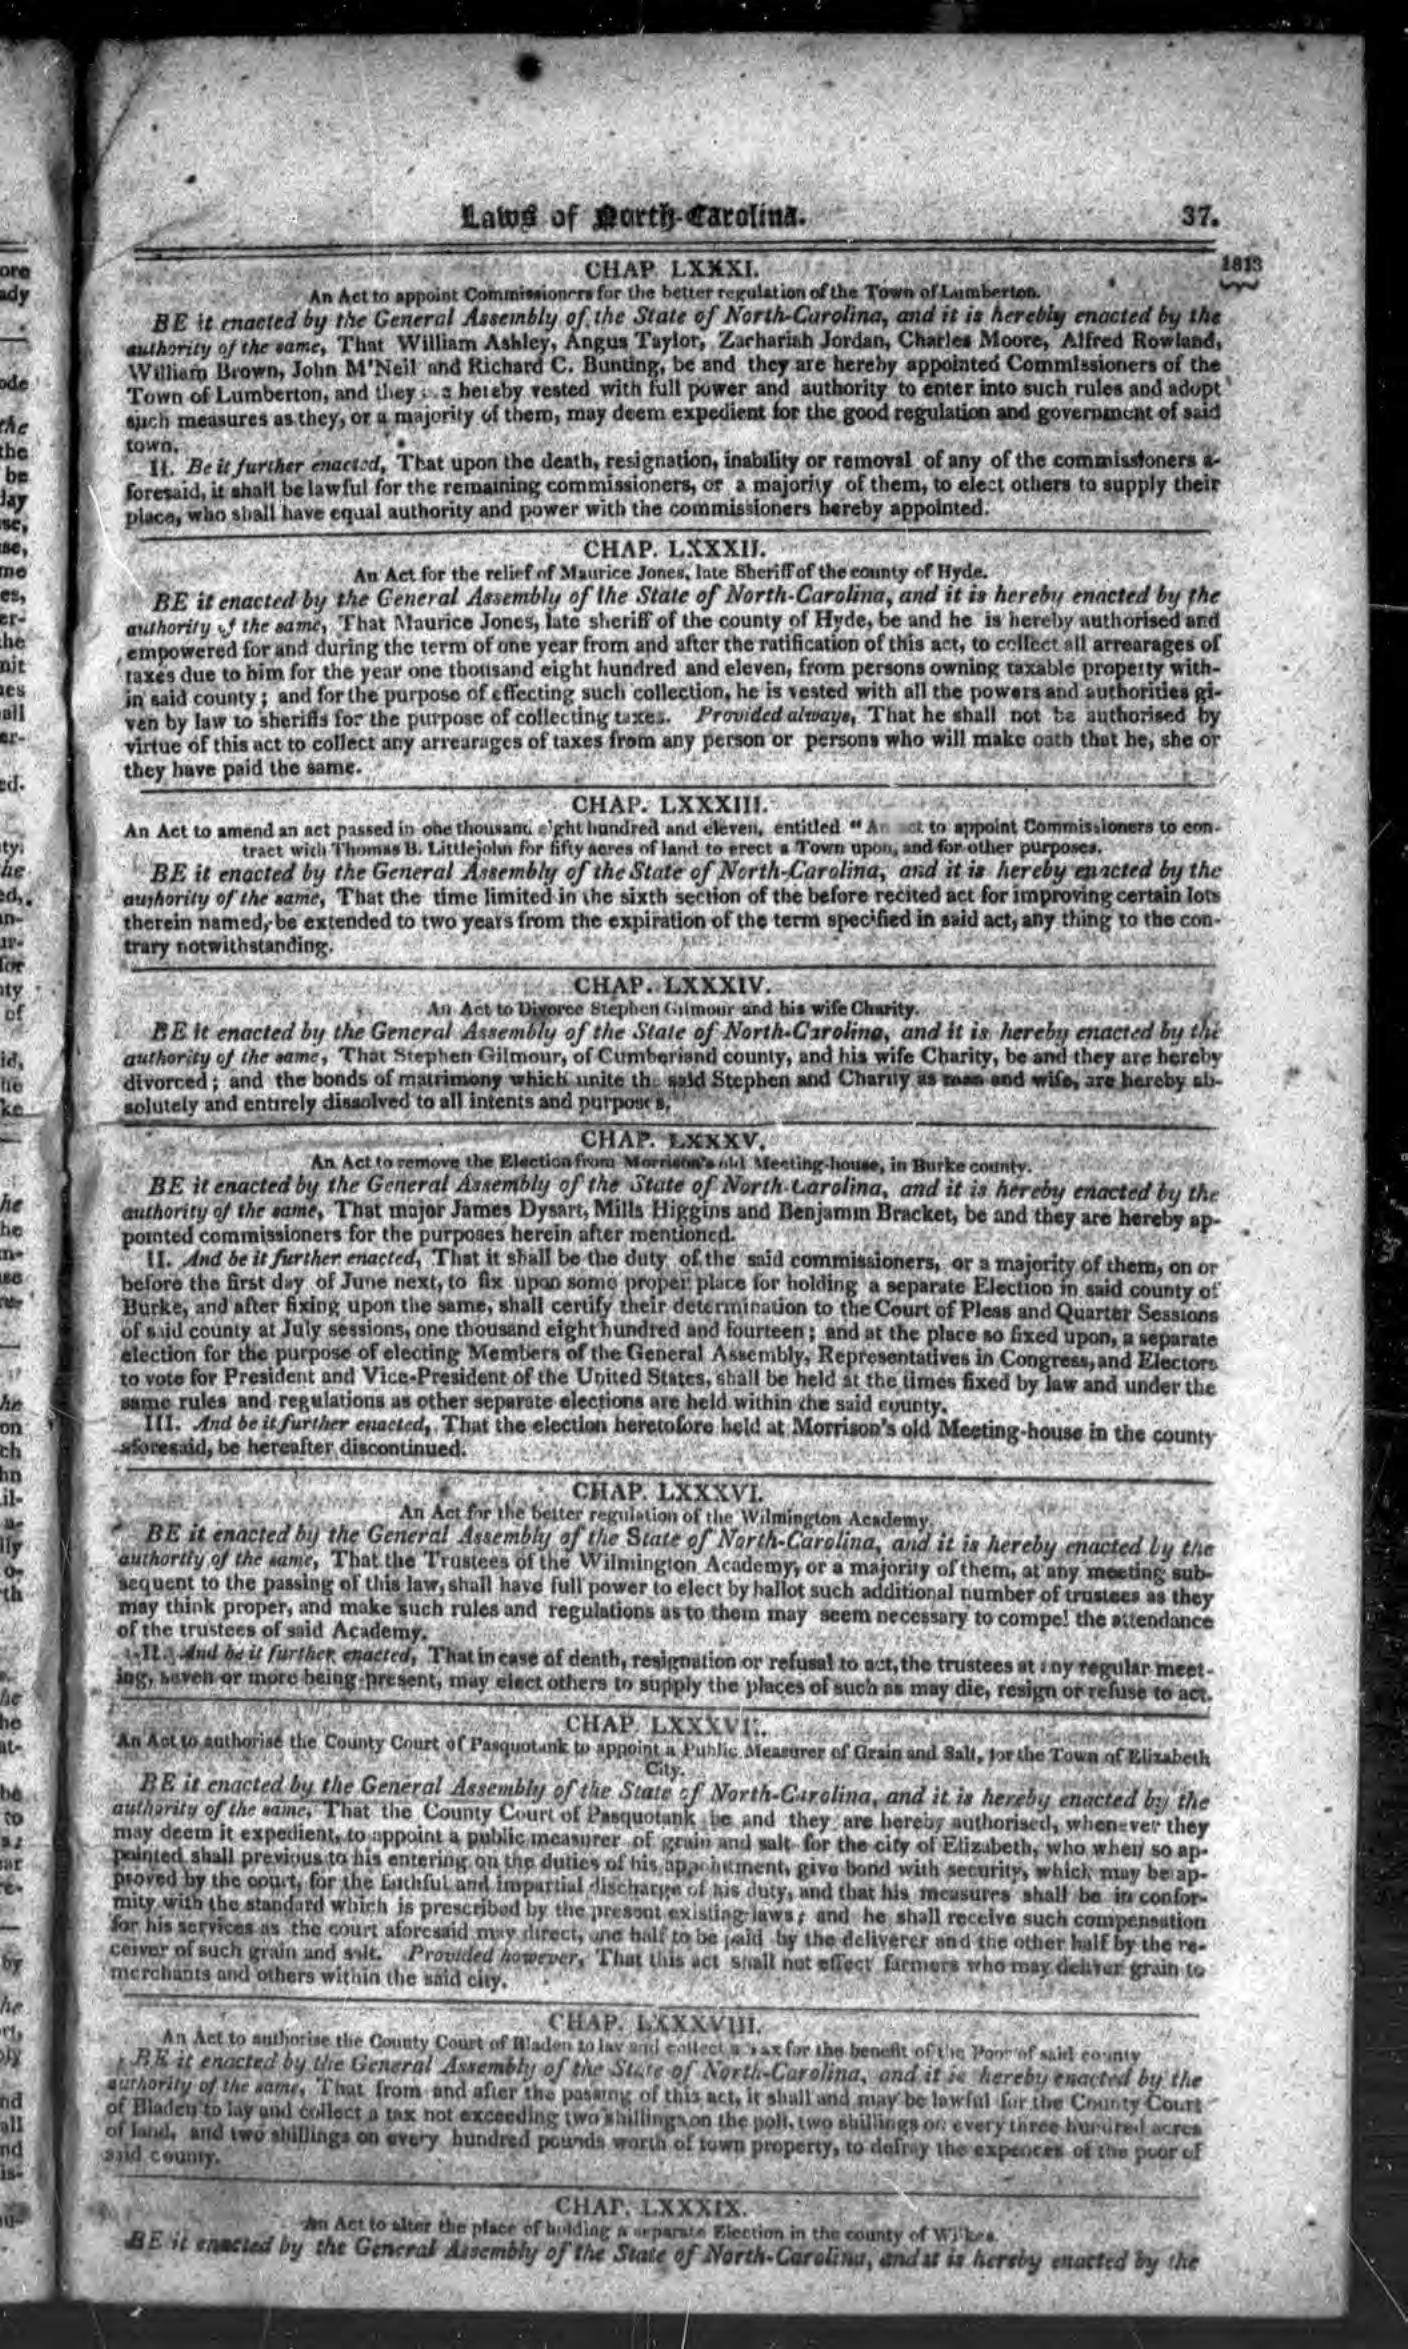 Laws of North-Carolina. 37.
1813
CHAP LXXXI.
An Act to appoint Commissioners for the better regulation of the Town of Lumberton.
BE it enacted by the General Assembly of the State of North-Carolina, and it is hereby enacted by the
authority of the same, That William Ashley, Angus Taylor, Zachariah Jordan, Charles Moore, Alfred Rowland,
William Brown, John M'Neil and Richard C. Bunting, be and they are hereby appointed Commissioners of the
Town of Lumberton, and they hereby vested with full power and authority to enter into such rules and adopt
such measures as they, or a majority of them, may deem expedient for the good regulation and government of said
town.
II. Be it further enacted, That upon the death, resignation, inability or removal of any of the commissioners a-
foresaid, it shall be lawful for the remaining commissioners, or a majority of them, to elect others to supply their
place, who shall have equal authority and power with the commissioners hereby appointed.
CHAP. LXXXII.
An Act for the relief of Maurice Jones, late Sheriff of the county of Hyde.
BE it enacted by the General Assembly of the State of North-Carolina, and it is hereby enacted by the
authority of the same, That Maurice Jones, late sheriff of the county of Hyde, be and he is hereby authorised and
empowered for and during the term of one year from and after the ratification of this act, to collect all arrearages of
taxes due to him for the year one thousand eight hundred and eleven, from persons owning taxable property with-
in said county; and for the purpose of effecting such collection, he is vested with all the powers and authorities gi-
ven by law to sheriffs for the purpose of collecting taxes. Provided always, That he shall not be authorised by
virtue of this act to collect any arrearages of taxes from any person or persons who will make oath that he, she or
they have paid the same.
CHAP. LXXXIII.
An Act to amend an act passed in one thousand eight hundred and eleven, entitled "An act to appoint Commissioners to con-
tract with Thomas B. Littlejohn for fifty acres of land to erect a Town upon, and for other purposes.
BE it enacted by the General Assembly of the State of North-Carolina, and it is hereby enacted by the
authority of the same, That the time limited in the sixth section of the before recited act for improving certain lots
therein named, be extended to two years from the expiration of the term specified in said act, any thing to the con-
trary notwithstanding.
CHAP. LXXXIV.
An Act to Divorce Stephen Gilmour and his wife Charity.
BE it enacted by the General Assembly of the State of North-Carolina, and it is hereby enacted by the
authority of the same, That Stephen Gilmour, of Cumberland county, and his wife Charity, be and they are hereby
divorced; and the bonds of matrimony which unite the said Stephen and Charity as man and wife, are hereby ab-
solutely and entirely dissolved to all intents and purposes.
CHAP. LXXXV.
An Act to remove the Election from Morrison's old Meeting-house, in Burke county.
BE it enacted by the General Assembly of the State of North-Carolina, and it is hereby enacted by the
authority of the same, That major James Dysart, Mills Higgins and Benjamin Bracket, be and they are hereby ap-
pointed commissioners for the purposes herein after mentioned.
II. And be it further enacted, That it shall be the duty of the said commissioners, or a majority of them, on or
before the first day of June next, to fix upon some proper place for holding a separate Election in said county of
Burke, and after fixing upon the same, shall certify their determination to the Court of Pleas and Quarter Sessions
of said county at July sessions, one thousand eight hundred and fourteen; and at the place so fixed upon, a separate
election for the purpose of electing Members of the General Assembly, Representatives in Congress, and Electors
to vote for President and Vice-President of the United States, shall be held at the times fixed by law and under the
same rules and regulations as other separate elections are held within the said county.
III. And be it further enacted, That the election heretofore held at Morrison's old Meeting-house in the county
aforesaid, be hereafter discontinued.
CHAP. LXXXVI.
An Act for the better regulation of the Wilmington Academy.
BE it enacted by the General Assembly of the State of North-Carolina, and it is hereby enacted by the
authority of the same, That the Trustees of the Wilmington Academy, or a majority of them, at any meeting sub-
sequent to the passing of this law, shall have full power to elect by ballot such additional number of trustees as they
may think proper, and make such rules and regulations as to them may seem necessary to compel the attendance
of the trustees of said Academy.
II. And be it further enacted, That in case of death, resignation or refusal to act, the trustees at any regular meet-
ing, seven or more being present, may elect others to supply the places of such as may die, resign or refuse to act.
CHAP. LXXXVII.
An Act to authorise the County Court of Pasquotank to appoint a Public Measurer of Grain and Salt, for the Town of Elizabeth
City.
BE it enacted by the General Assembly of the State of North-Carolina, and it is hereby enacted by the
authority of the same, That the County Court of Pasquotank be and they are hereby authorised, whenever they
may deem it expedient, to appoint a public measurer of grain and salt for the city of Elizabeth, who when so ap-
pointed shall previous to his entering on the duties of his appointment, give bond with security, which may be ap-
proved by the court, for the faithful and impartial discharge of his duty, and that his measures shall be in confor-
mity with the standard which is prescribed by the present existing laws; and he shall receive such compensation
for his services as the court aforesaid may direct, one half to be paid by the deliverer and the other half by the re-
ceiver of such grain and salt. Provided however, That this act shall not effect farmers who may deliver grain to
merchants and others within the said city.
CHAP. LXXXVIII.
An Act to authorise the County Court of Bladen to lay and collect a tax for the benefit of the Poor of said county
BE it enacted by the General Assembly of the State of North-Carolina, and it is hereby enacted by the
authority of the same, That from and after the passing of this act, it shall and may be lawful for the County Court
of Bladen to lay and collect a tax not exceeding two shillings on the poll, two shillings on every three hundred acres
of land, and two shillings on every hundred pounds worth of town property, to defray the expences of the poor of
said county.
CHAP. LXXXIX.
An Act to alter the place of holding a separate Election in the county of Wilkes.
BE it enacted by the General Assembly of the State of North-Carolina, and it is hereby enacted by the